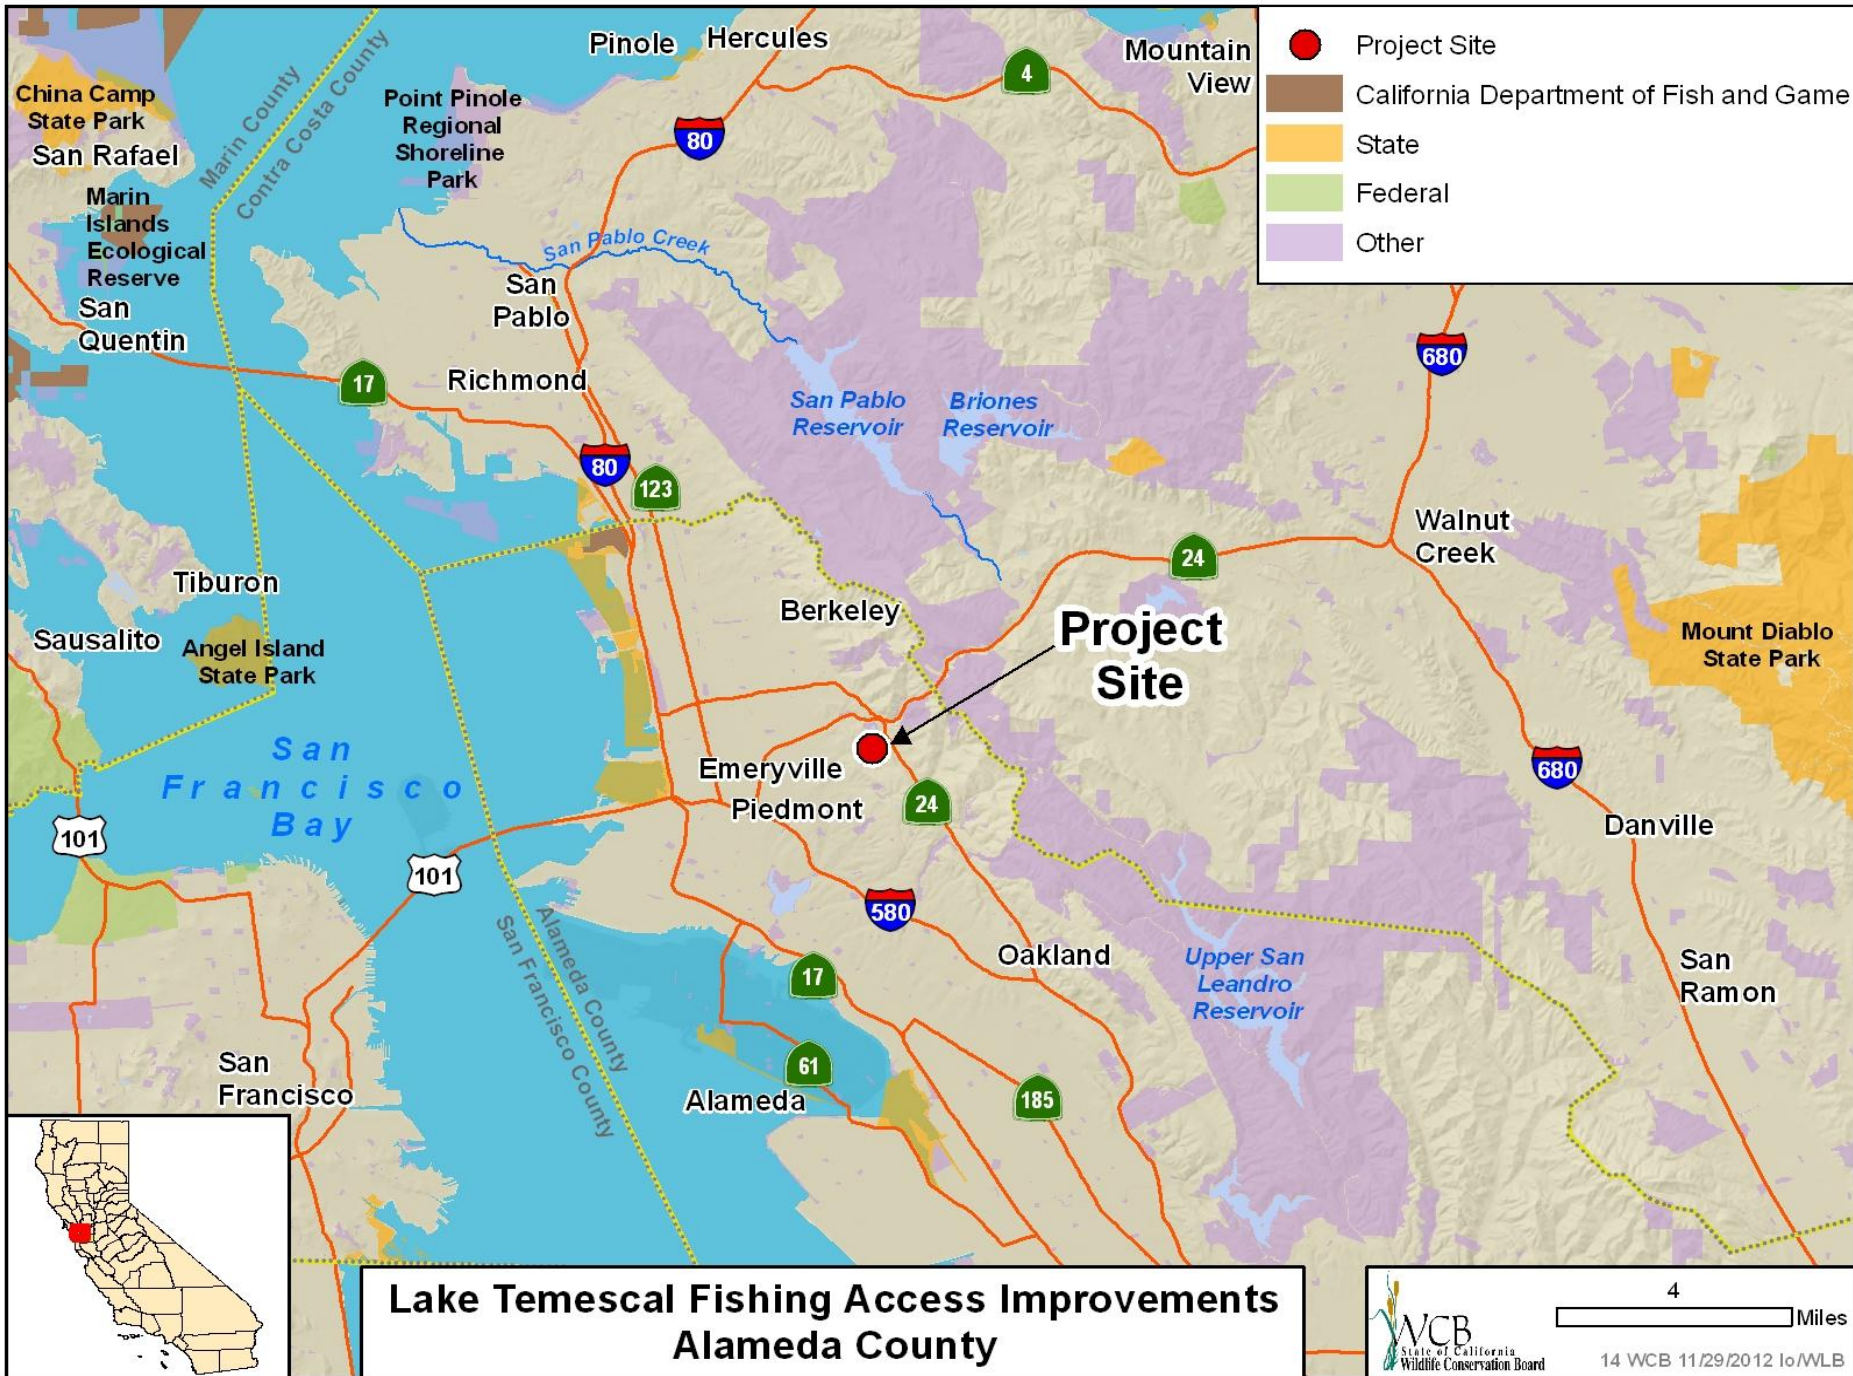 Pinole
Hercules
Mountain
View
4
Project Site
California Department of Fish and Game
State
Federal
Other
China Camp
State Park
San Rafael
Marin County
Contra Costa County
Point Pinole
Regional
Shoreline
Park
80
Marin
Islands
Ecological
Reserve
San Pablo Creek
San
Quentin
San
Pablo
17
Richmond
680
San Pablo
Reservoir
Briones
Reservoir
80
123
Walnut
Creek
24
Tiburon
Berkeley
Sausalito
Angel Island
State Park
Project
Site
Mount Diablo
State Park
San
Francisco
Bay
Emeryville
Piedmont
24
680
Danville
101
101
580
Alameda County
San Francisco County
Oakland
17
Upper San
Leandro
Reservoir
San
Ramon
San
Francisco
61
Alameda
185
Lake Temescal Fishing Access Improvements
Alameda County
WCB
State of California
Wildlife Conservation Board
4
Miles
14 WCB 11/29/2012 lo/WLB